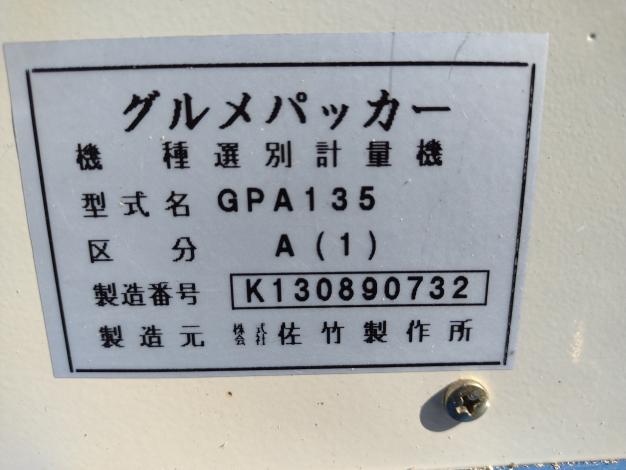 グルメパッカー
機種 選別計量機
型式名 GPA135
区分 A(1)
製造番号 K130890732
製造元 株式会社 佐竹製作所